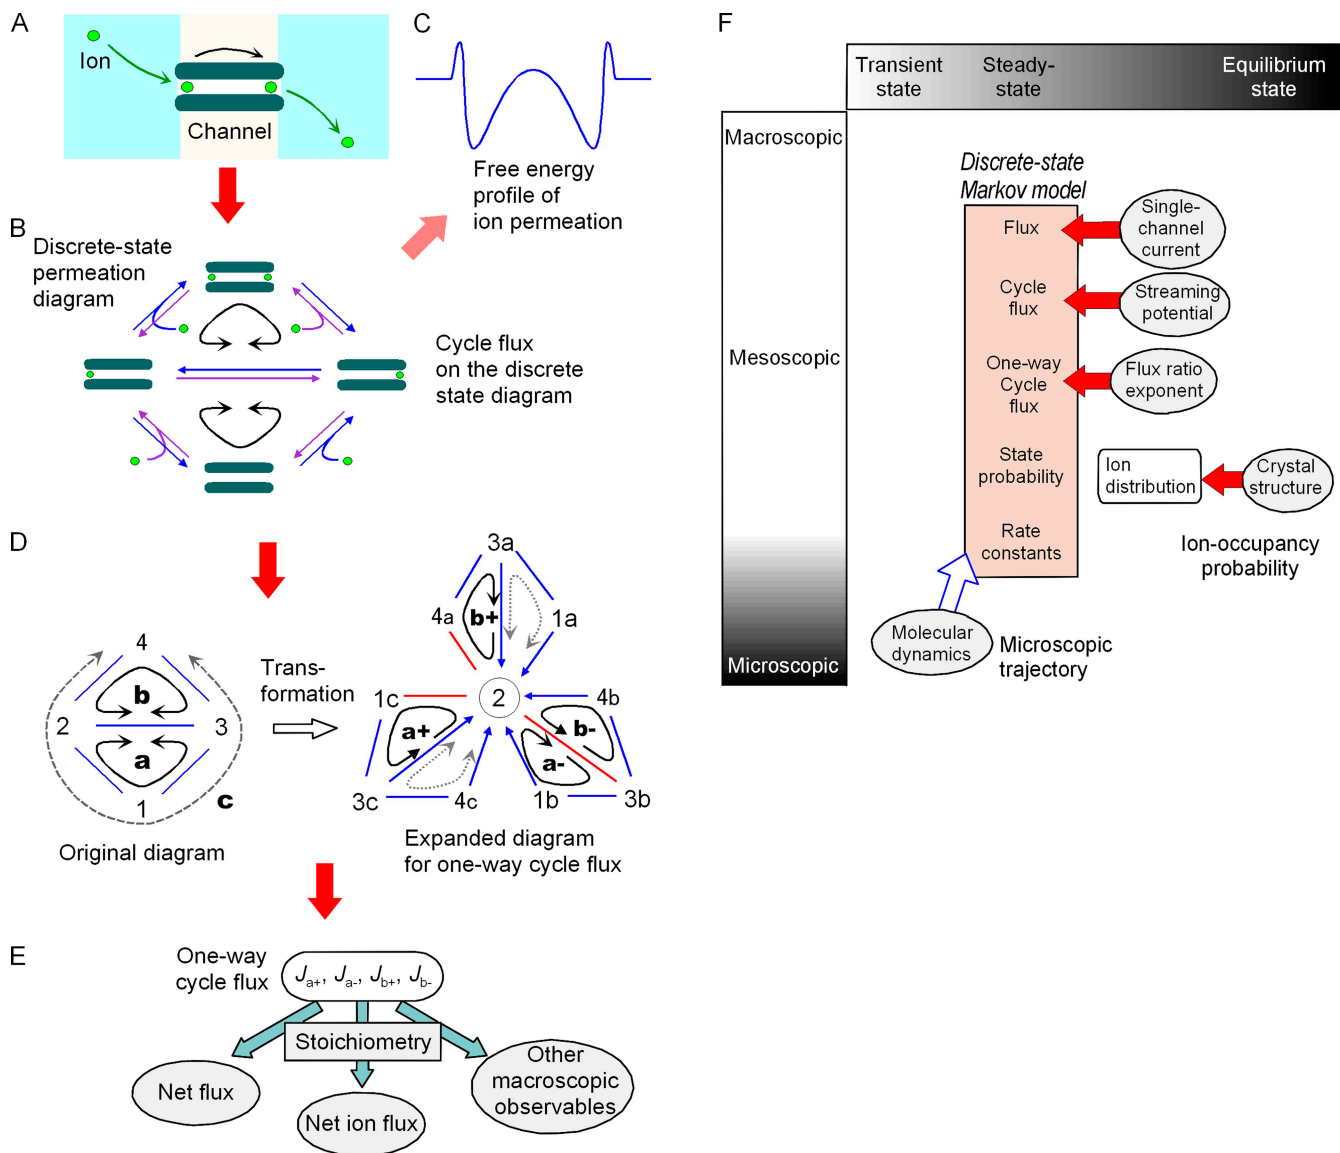 A
Ion
Channel
C
Free energy
profile of
ion permeation
B
Discrete-state
permeation
diagram
Cycle flux
on the discrete
state diagram
D
4
b
2
3
a
1
c
Original diagram
Trans-
formation
3a
4a
b+
1a
1c
2
4b
a+
b-
a-
3c
4c
1b
3b
Expanded diagram
for one-way cycle flux
E
One-way
cycle flux
Ja+, Ja-, Jb+, Jb-
Stoichiometry
Net flux
Net ion flux
Other
macroscopic
observables
F
Transient
state
Steady-
state
Equilibrium
state
Macroscopic
Mesoscopic
Microscopic
Discrete-state
Markov model
Flux
Cycle
flux
One-way
Cycle
flux
State
probability
Rate
constants
Single-
channel
current
Streaming
potential
Flux ratio
exponent
Ion
distribution
Crystal
structure
Ion-occupancy
probability
Molecular
dynamics
Microscopic
trajectory